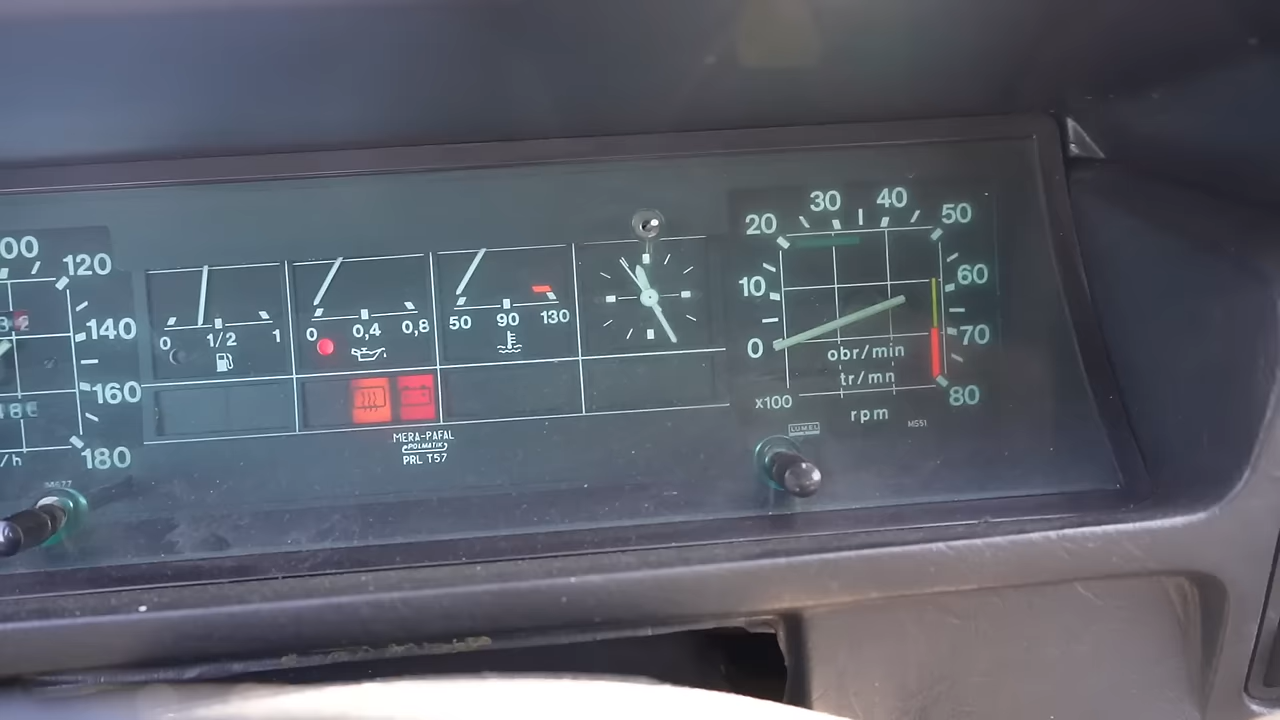 00
120
140
160
180
/h
M677
0 1/2 1
0 0,4 0,8
50 90 130
MERA-PAFAL
POLMATIK
PRL T57
0
10
20
30
40
50
60
70
80
obr/min
tr/mn
x100
rpm
LUMEL
M551